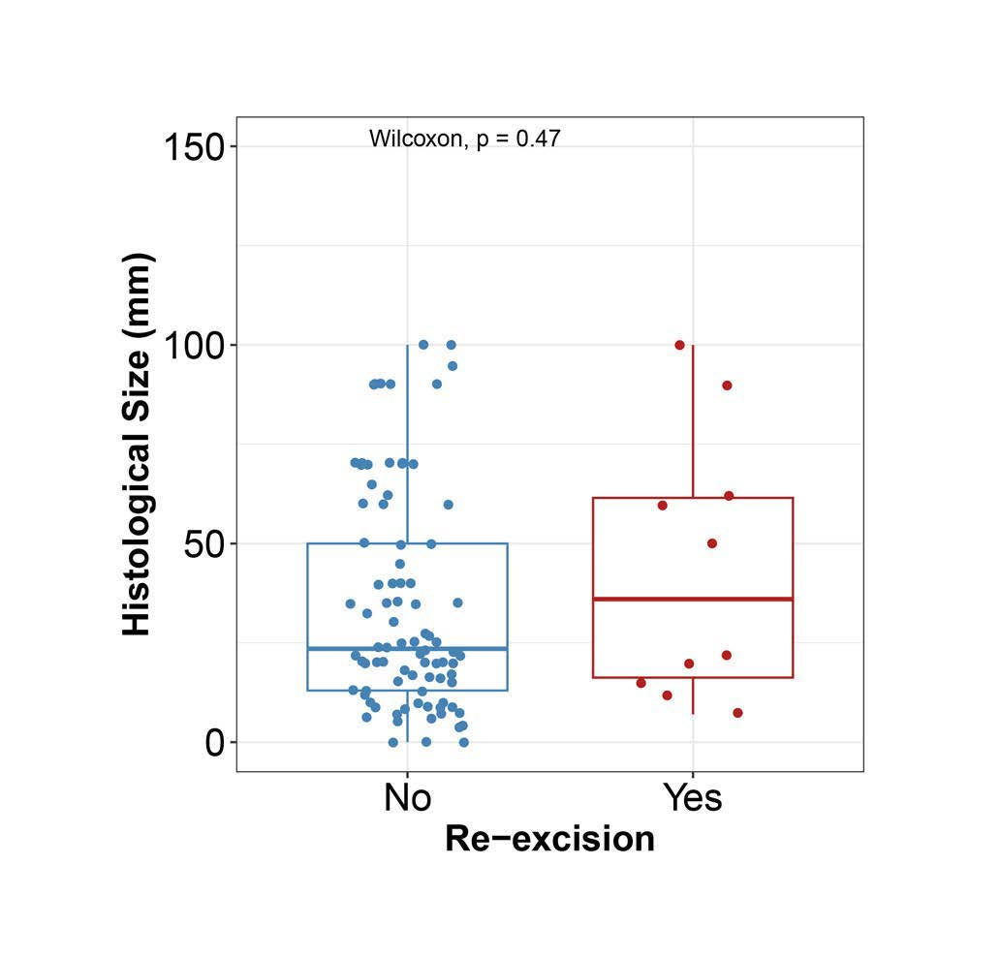 Wilcoxon, p = 0.47
150
100
50
0
Histological Size (mm)
No Yes
Re−excision